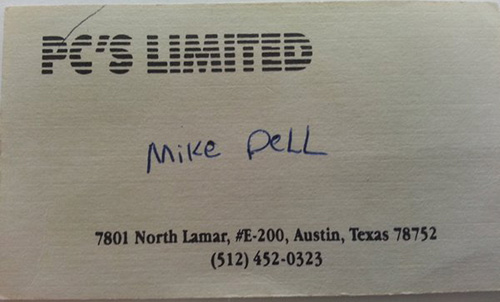 PC'S LIMITED
Mike DeLL
7801 North Lamar, #E-200, Austin, Texas 78752
(512) 452-0323